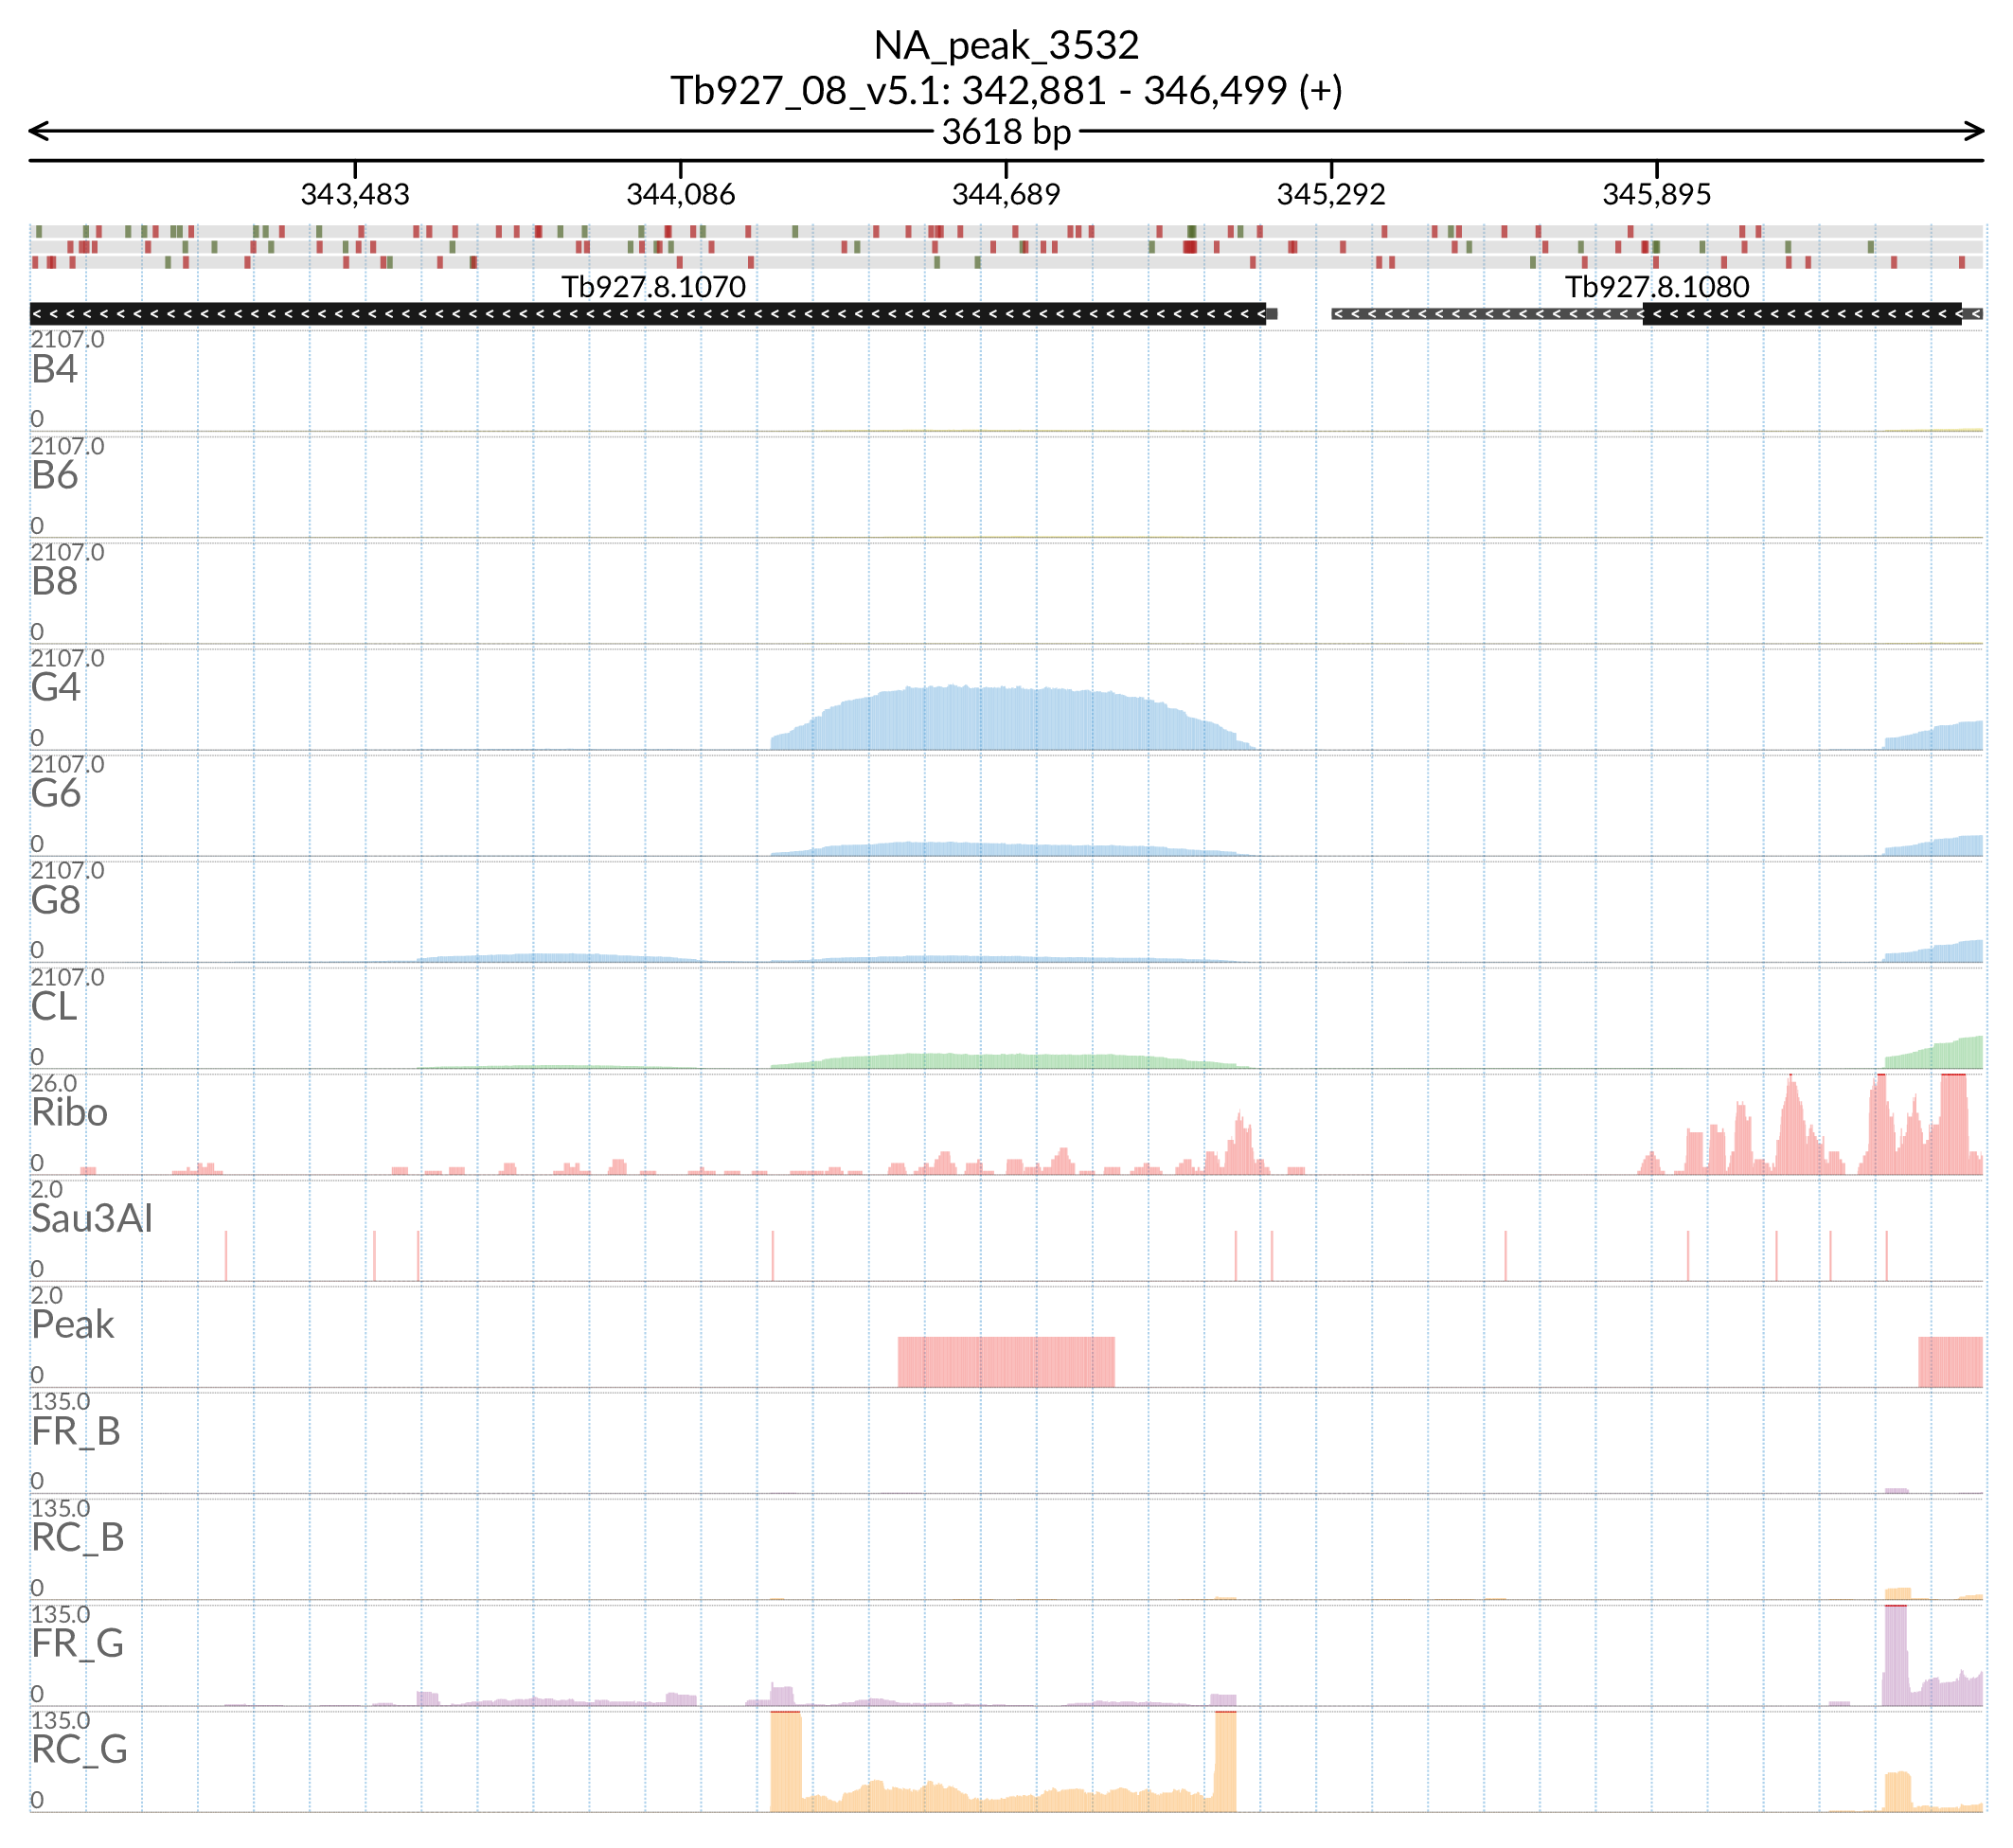 NA_peak_3532
Tb927_08_v5.1: 342,881 - 346,499 (+)
3618 bp
343,483 344,086 344,689 345,292 345,895
Tb927.8.1070 Tb927.8.1080
2107.0
B4
0
2107.0
B6
0
2107.0
B8
0
2107.0
G4
0
2107.0
G6
0
2107.0
G8
0
2107.0
CL
0
26.0
Ribo
0
2.0
Sau3AI
0
2.0
Peak
0
135.0
FR_B
0
135.0
RC_B
0
135.0
FR_G
0
135.0
RC_G
0